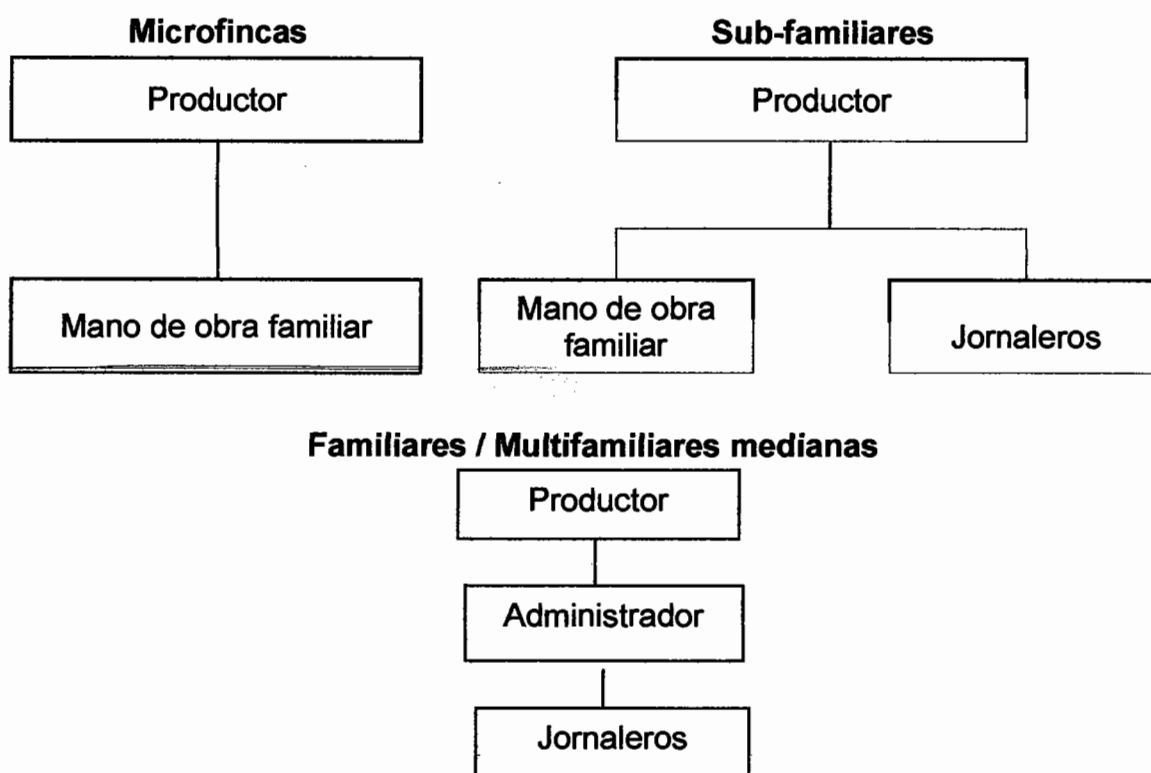 Microfincas
Productor
Mano de obra familiar
Sub-familiares
Productor
Mano de obra
familiar
Jornaleros
Familiares / Multifamiliares medianas
Productor
Administrador
Jornaleros